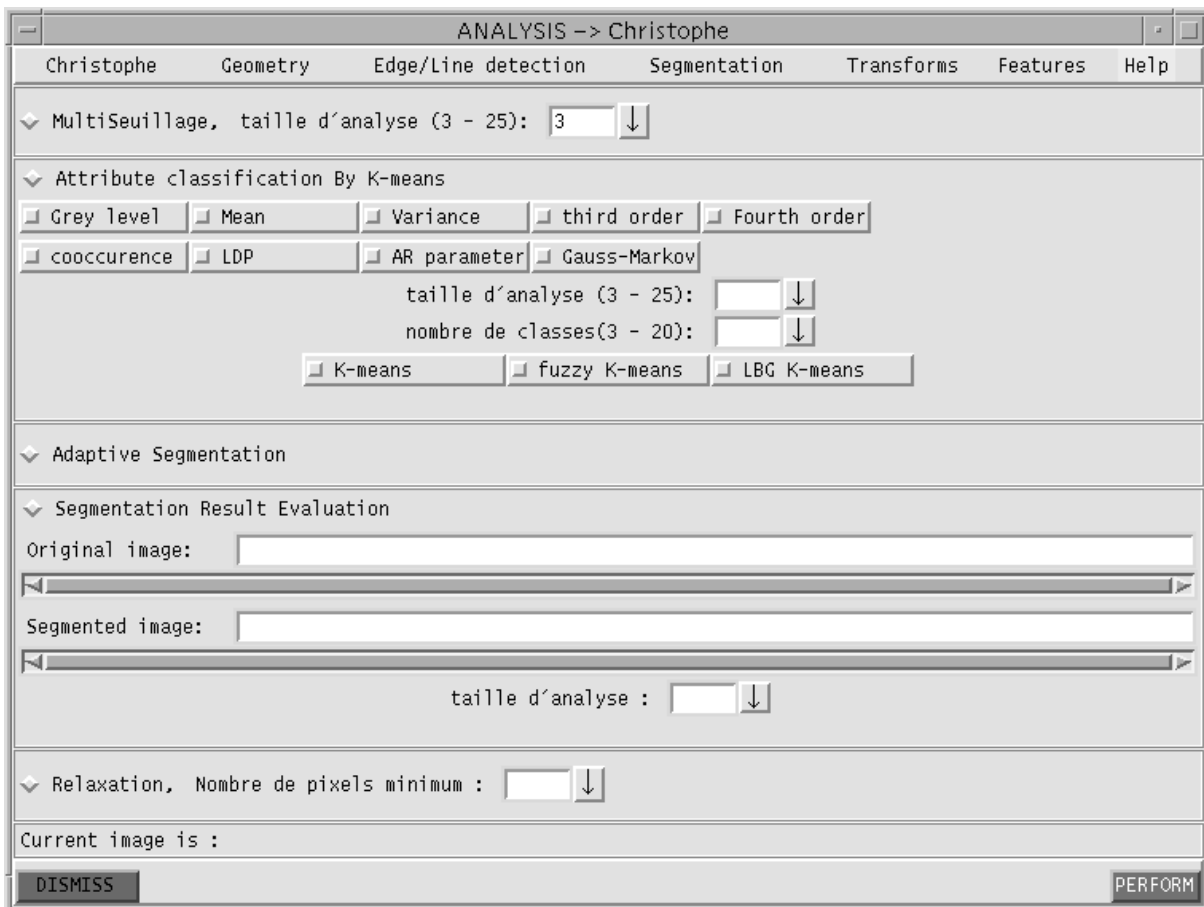 ANALYSIS -> Christophe
Christophe Geometry Edge/Line detection Segmentation Transforms Features Help
MultiSeuillage, taille d´analyse (3 - 25): 3 ↓
Attribute classification By K-means
Grey level Mean Variance third order Fourth order
cooccurence LDP AR parameter Gauss-Markov
taille d´analyse (3 - 25): ↓
nombre de classes(3 - 20): ↓
K-means fuzzy K-means LBG K-means
Adaptive Segmentation
Segmentation Result Evaluation
Original image:
Segmented image:
taille d´analyse : ↓
Relaxation, Nombre de pixels minimum : ↓
Current image is :
DISMISS PERFORM